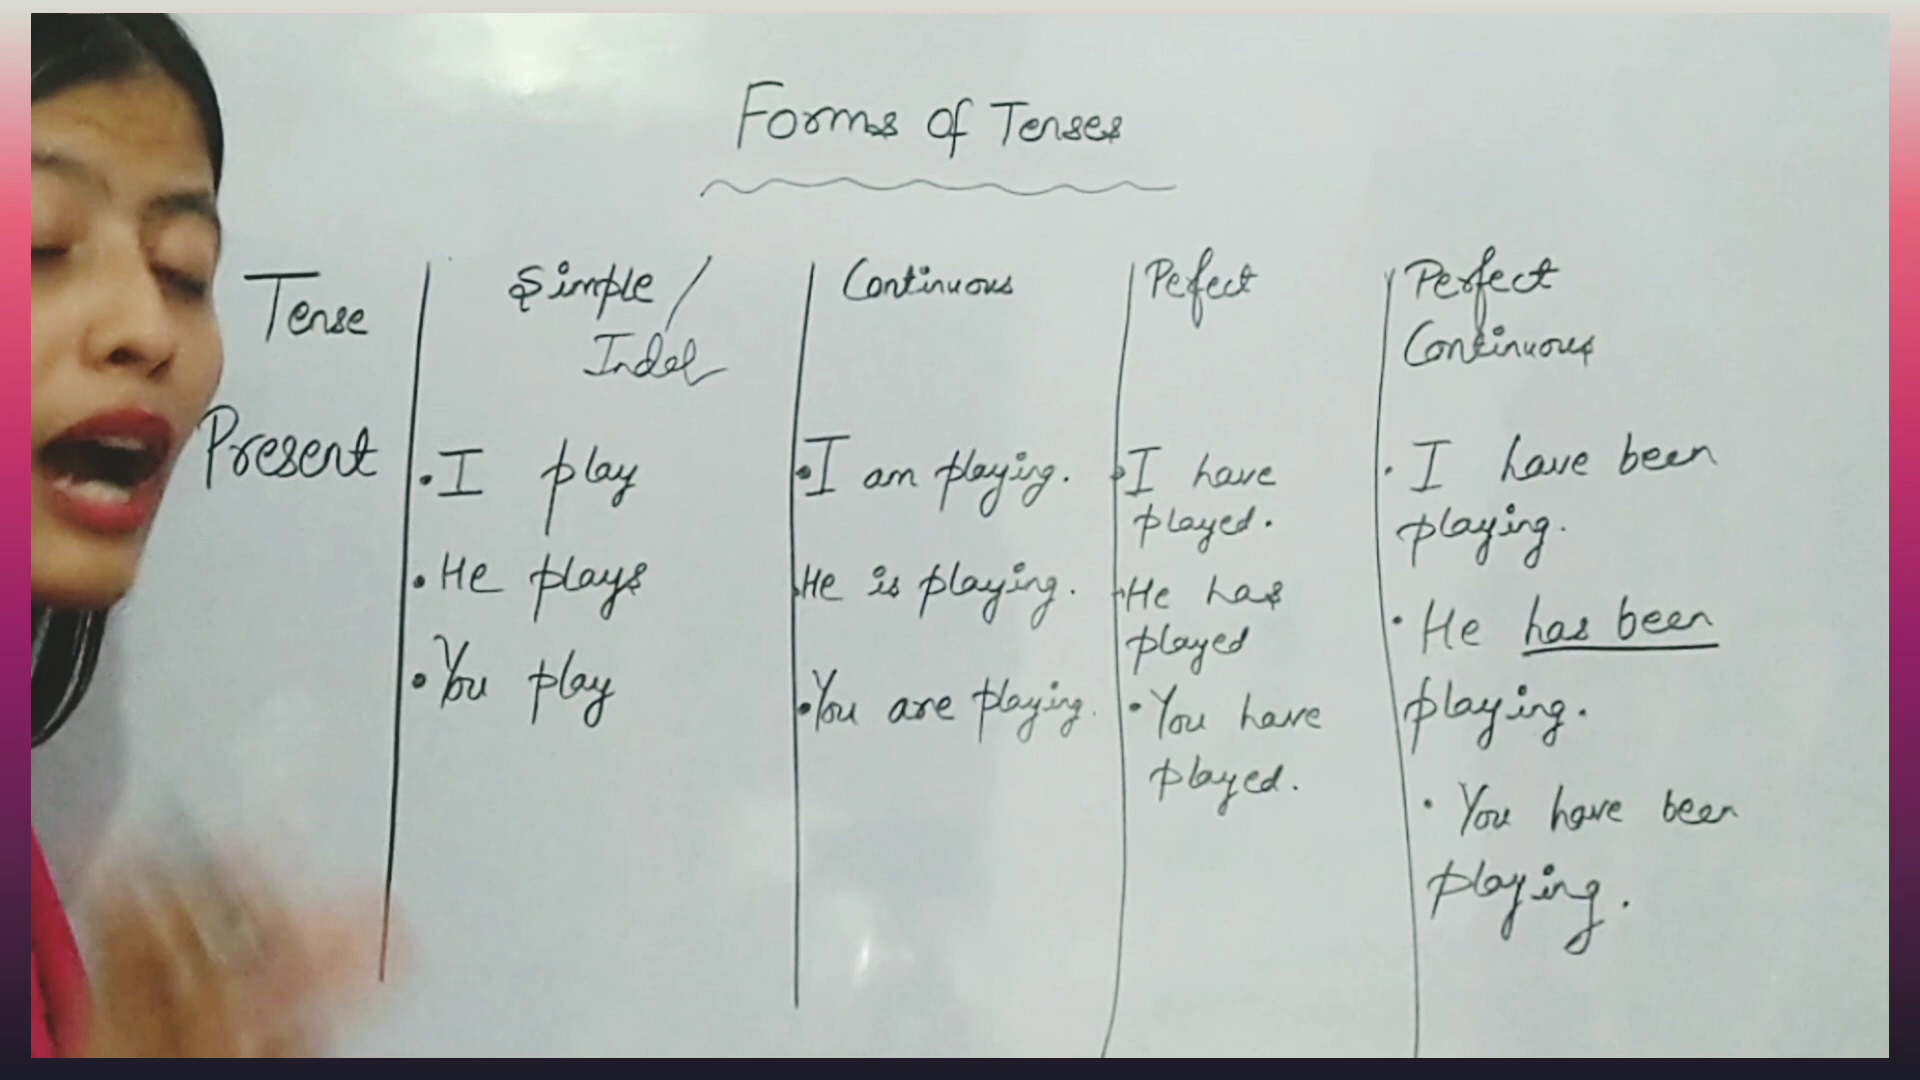 Forms of Tenses
Tense
Simple /
Continuous
Pefect
Perfect
Continuous
Present
• I play
• I am playing.
• I have
played.
• I have been
playing.
• He plays
He is playing.
He has
played
• He has been
playing.
• You play
• You are playing.
• You have
played.
• You have been
playing.